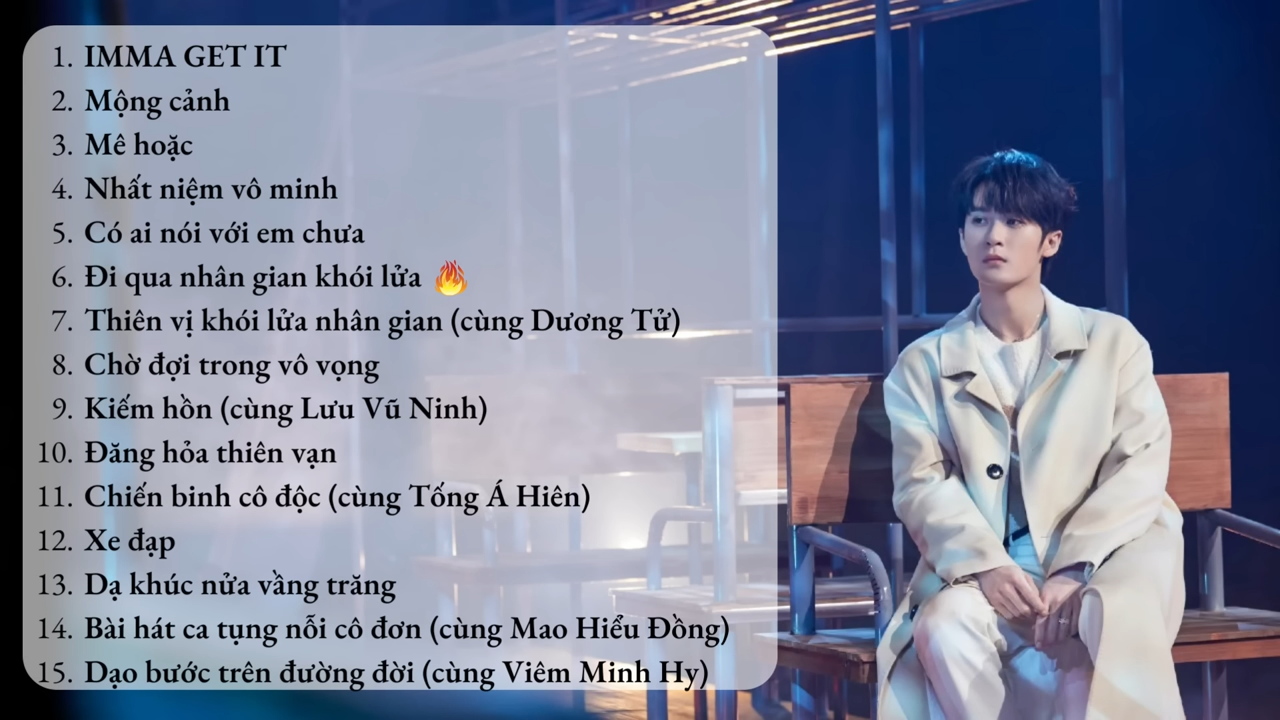 1. IMMA GET IT
2. Mộng cảnh
3. Mê hoặc
4. Nhất niệm vô minh
5. Có ai nói với em chưa
6. Đi qua nhân gian khói lửa 🔥
7. Thiên vị khói lửa nhân gian (cùng Dương Tử)
8. Chờ đợi trong vô vọng
9. Kiếm hồn (cùng Lưu Vũ Ninh)
10. Đăng hỏa thiên vạn
11. Chiến binh cô độc (cùng Tống Á Hiên)
12. Xe đạp
13. Dạ khúc nửa vầng trăng
14. Bài hát ca tụng nỗi cô đơn (cùng Mao Hiểu Đồng)
15. Dạo bước trên đường đời (cùng Viêm Minh Hy)